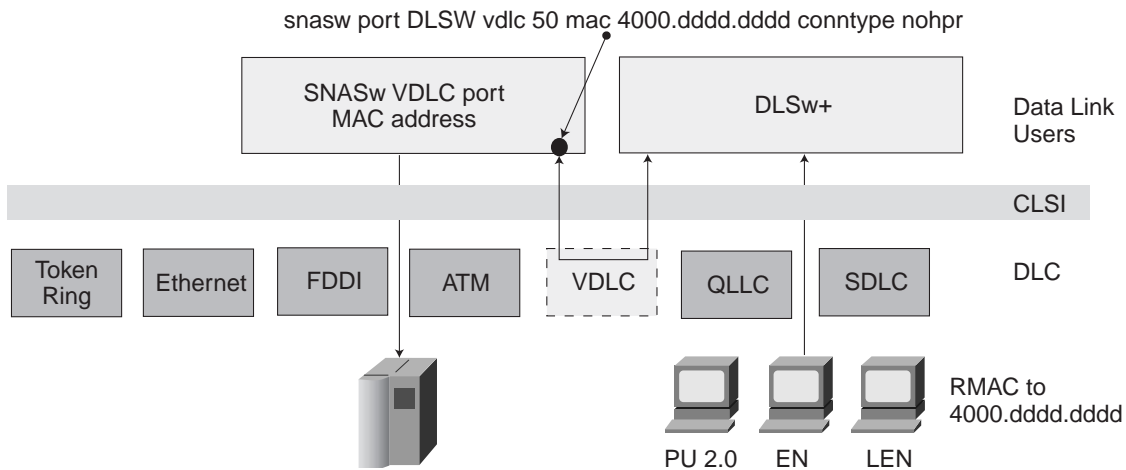 snasw port DLSW vdlc 50 mac 4000.dddd.dddd conntype nohpr
SNASw VDLC port
MAC address
DLSw+
Data Link
Users
CLSI
Token
Ring
Ethernet
FDDI
ATM
VDLC
QLLC
SDLC
DLC
RMAC to
4000.dddd.dddd
PU 2.0
EN
LEN